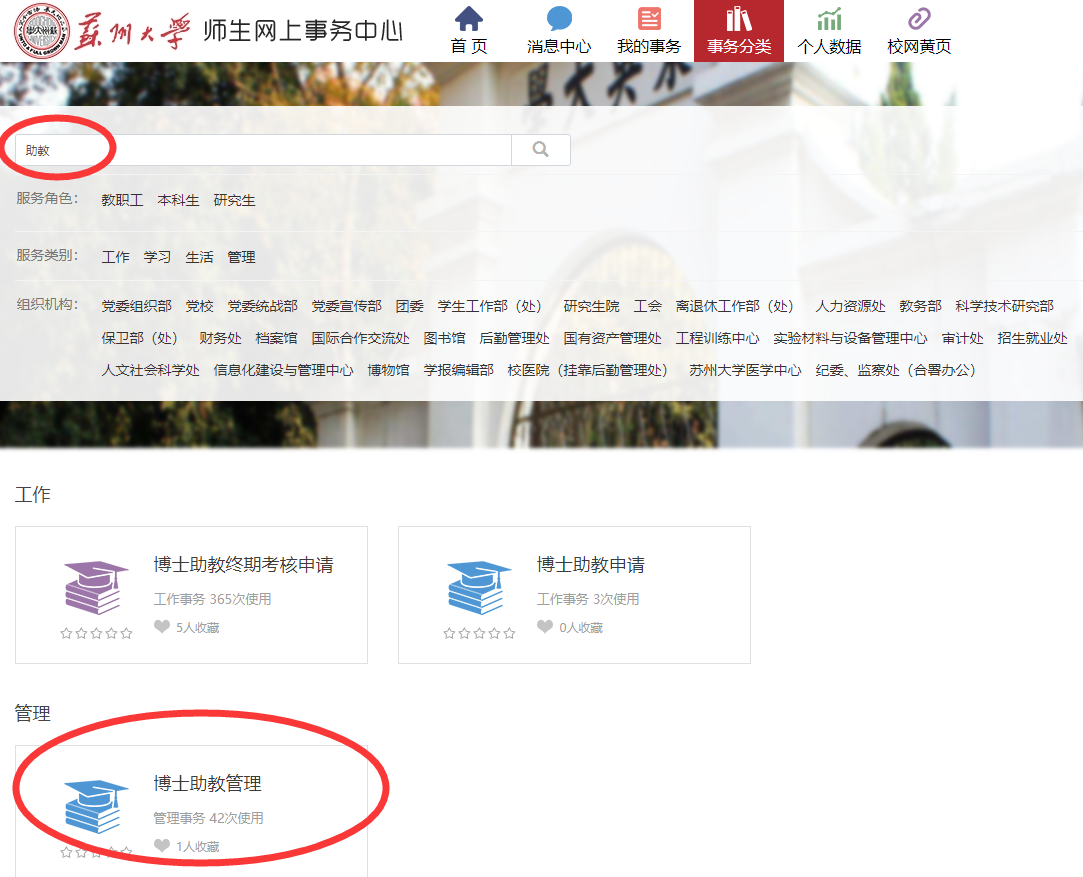 蘇州大學 师生网上事务中心
首 页 消息中心 我的事务 事务分类 个人数据 校网黄页
助教
服务角色: 教职工 本科生 研究生
服务类别: 工作 学习 生活 管理
组织机构: 党委组织部 党校 党委统战部 党委宣传部 团委 学生工作部（处） 研究生院 工会 离退休工作部（处） 人力资源处 教务部 科学技术研究部
保卫部（处） 财务处 档案馆 国际合作交流处 图书馆 后勤管理处 国有资产管理处 工程训练中心 实验材料与设备管理中心 审计处 招生就业处
人文社会科学处 信息化建设与管理中心 博物馆 学报编辑部 校医院（挂靠后勤管理处） 苏州大学医学中心 纪委、监察处（合署办公）
工作
博士助教终期考核申请
工作事务 365次使用
5人收藏
博士助教申请
工作事务 3次使用
0人收藏
管理
博士助教管理
管理事务 42次使用
1人收藏